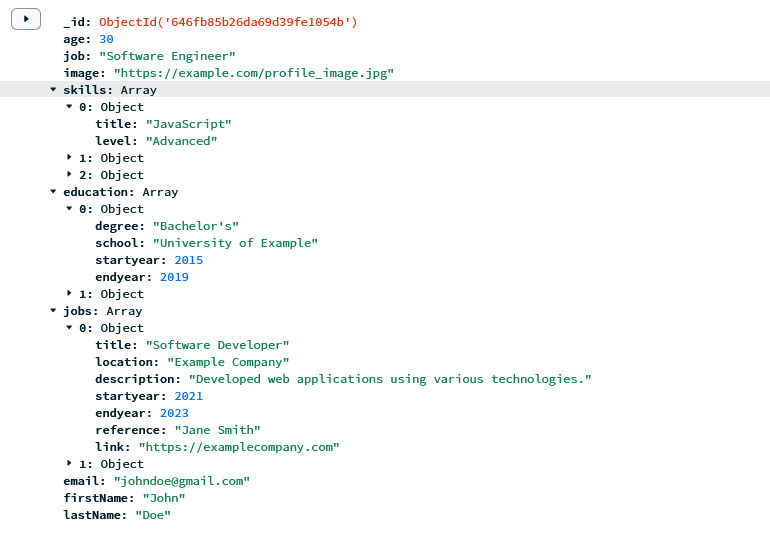 _id: ObjectId('646fb85b26da69d39fe1054b')
age: 30
job: "Software Engineer"
image: "https://example.com/profile_image.jpg"
skills: Array
0: Object
title: "JavaScript"
level: "Advanced"
1: Object
2: Object
education: Array
0: Object
degree: "Bachelor's"
school: "University of Example"
startyear: 2015
endyear: 2019
1: Object
jobs: Array
0: Object
title: "Software Developer"
location: "Example Company"
description: "Developed web applications using various technologies."
startyear: 2021
endyear: 2023
reference: "Jane Smith"
link: "https://examplecompany.com"
1: Object
email: "johndoe@gmail.com"
firstName: "John"
lastName: "Doe"